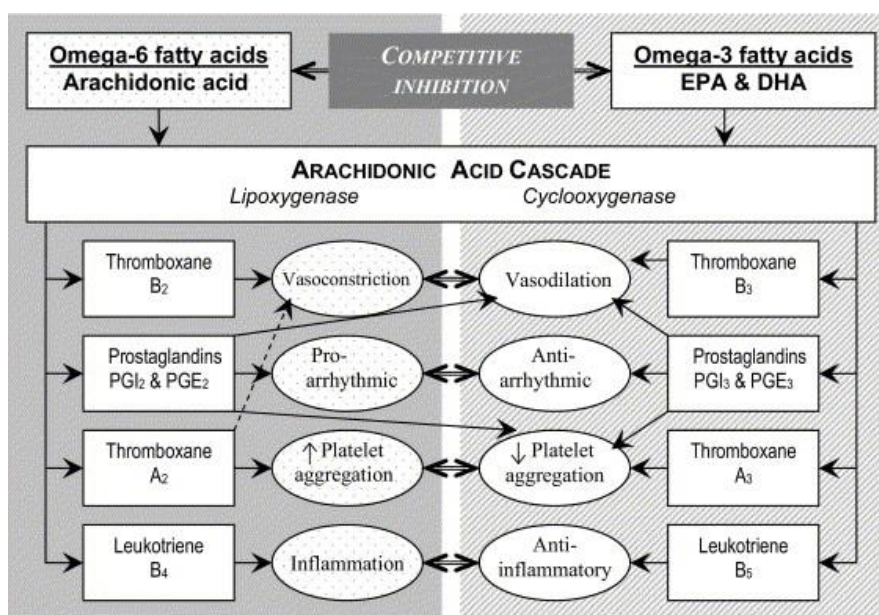 Omega-6 fatty acids
Arachidonic acid
COMPETITIVE
INHIBITION
Omega-3 fatty acids
EPA & DHA
ARACHIDONIC ACID CASCADE
Lipoxygenase
Cyclooxygenase
Thromboxane
B₂
Vasoconstriction
Vasodilation
Thromboxane
B₃
Prostaglandins
PGI₂ & PGE₂
Pro-
arrhythmic
Anti-
arrhythmic
Prostaglandins
PGI₃ & PGE₃
Thromboxane
A₂
↑ Platelet
aggregation
↓ Platelet
aggregation
Thromboxane
A₃
Leukotriene
B₄
Inflammation
Anti-
inflammatory
Leukotriene
B₅